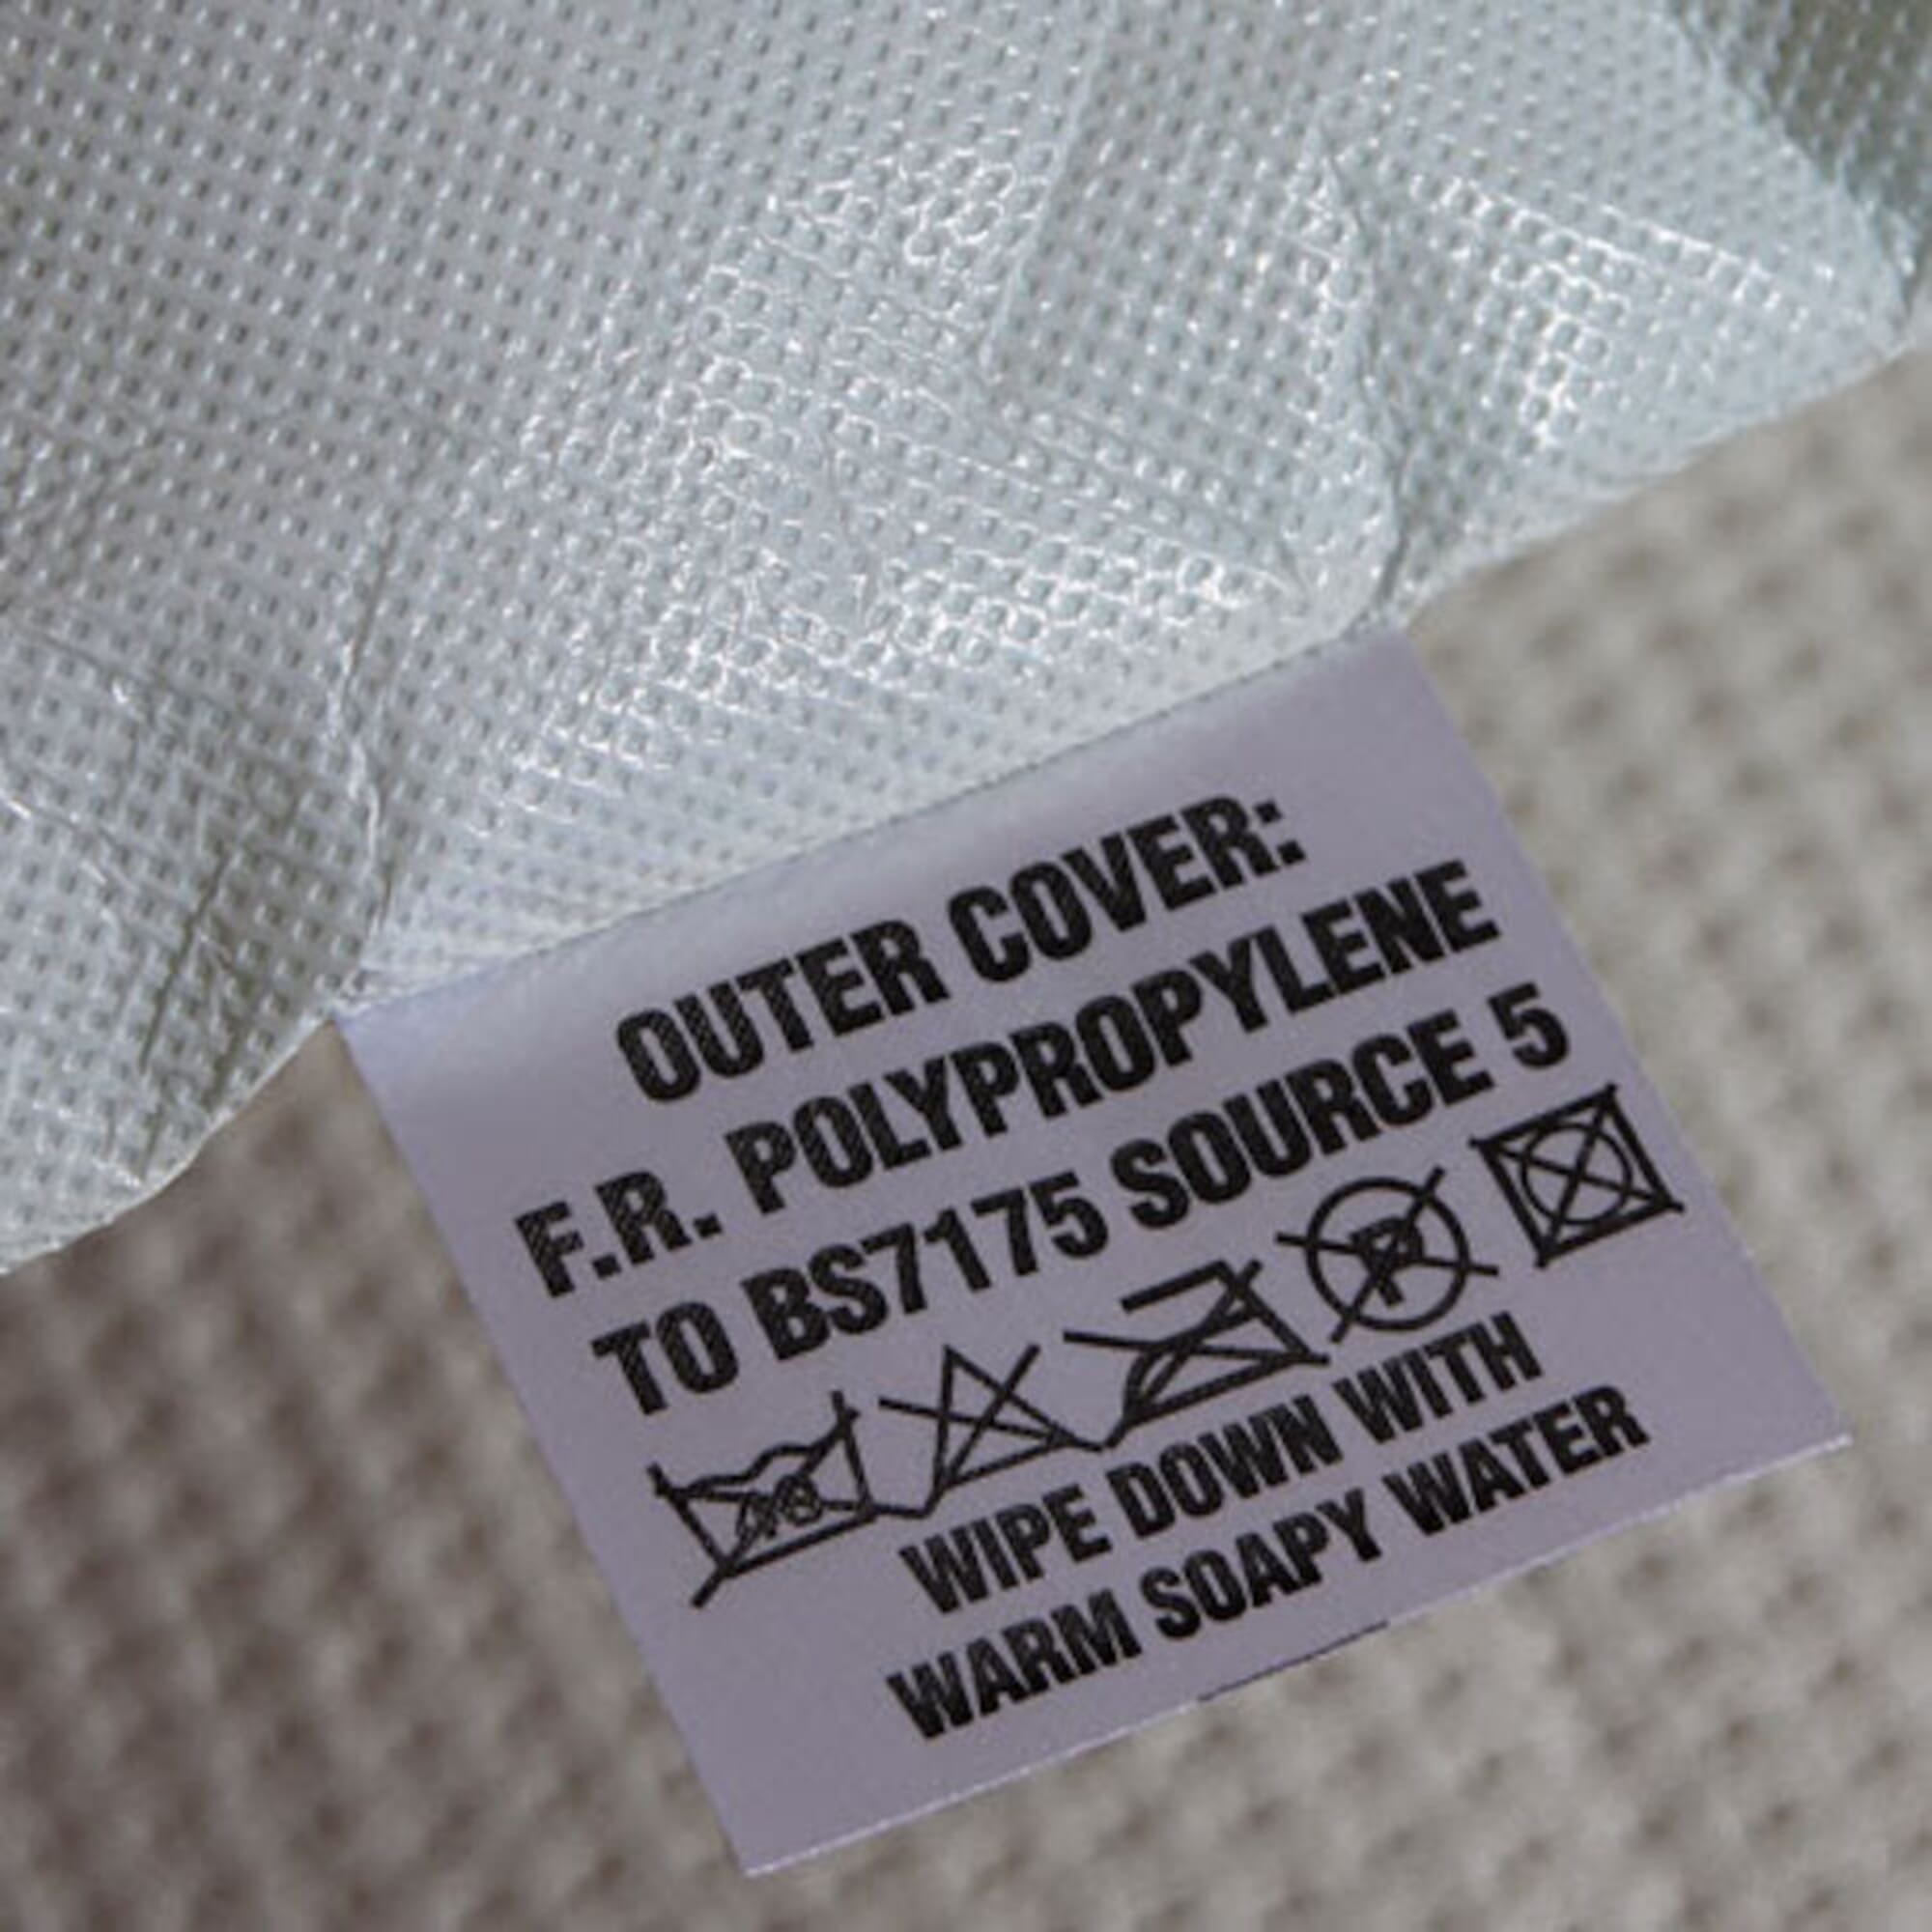 OUTER COVER:
F.R. POLYPROPYLENE
TO BS7175 SOURCE 5
P
WIPE DOWN WITH
WARM SOAPY WATER